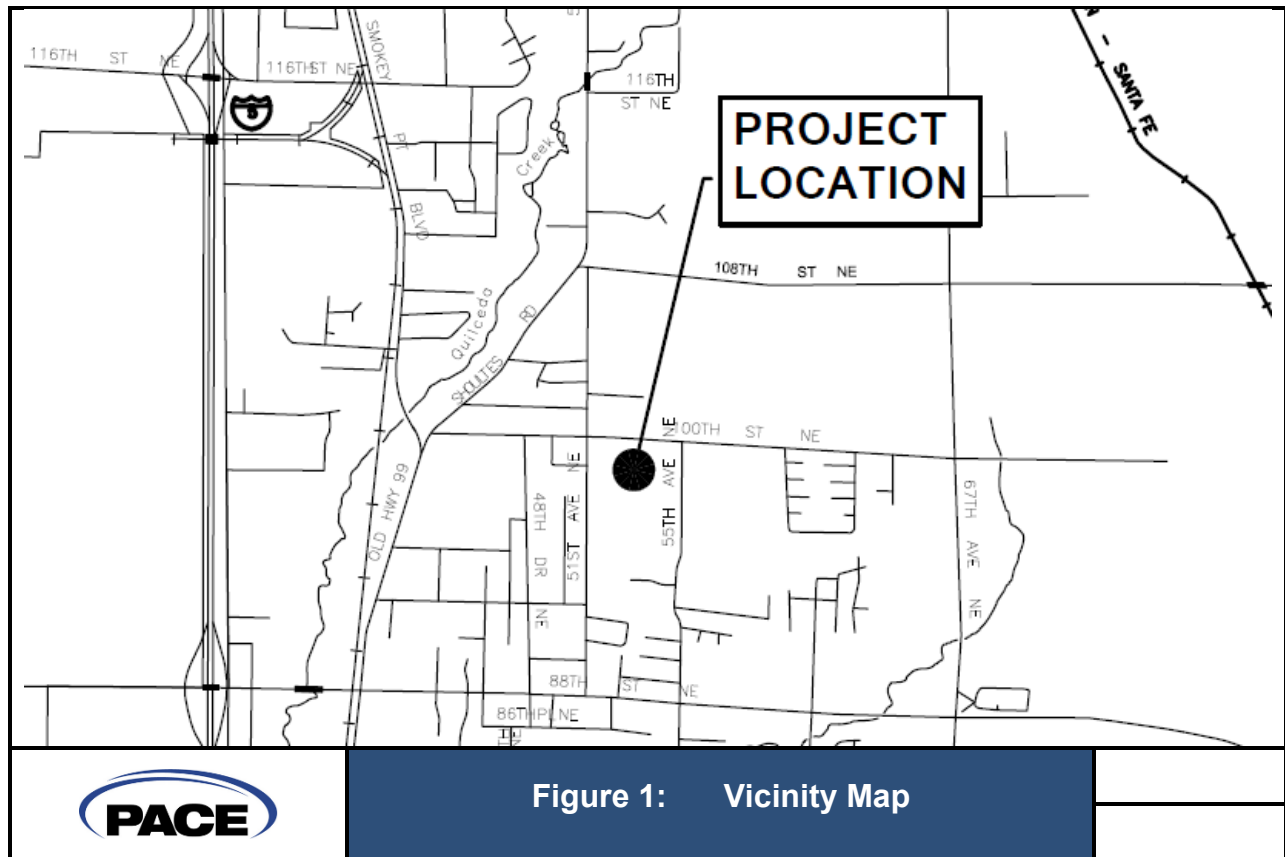 116TH ST NE
116TH ST NE
SMOKEY
PT
BLVD
5
116TH
ST NE
N - SANTA FE
PROJECT
LOCATION
Creek
Quilceda
108TH ST NE
SHOULTES RD
100TH ST NE
OLD HWY 99
48TH DR NE
51ST AVE NE
55TH AVE NE
67TH AVE NE
88TH ST NE
86TH PL NE
PACE
Figure 1: Vicinity Map